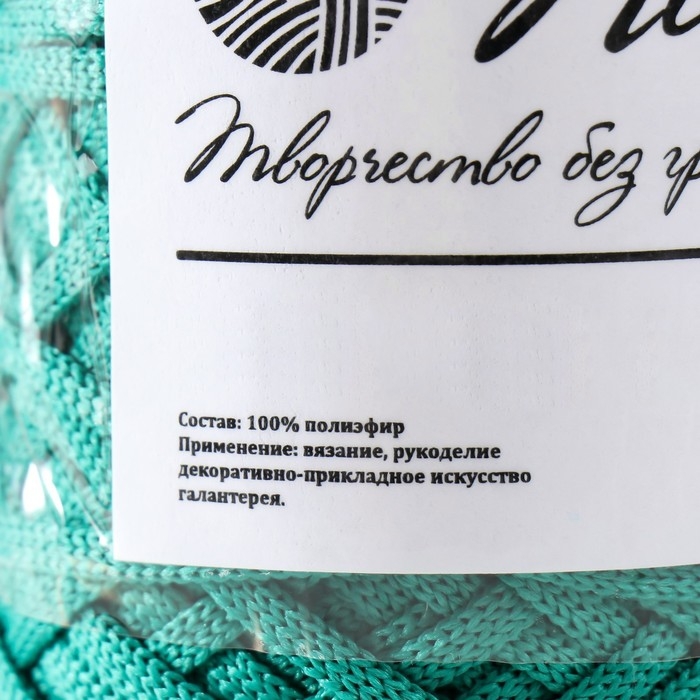 Творчество без
Состав: 100% полиэфир
Применение: вязание, рукоделие
декоративно-прикладное искусство
галантерея.